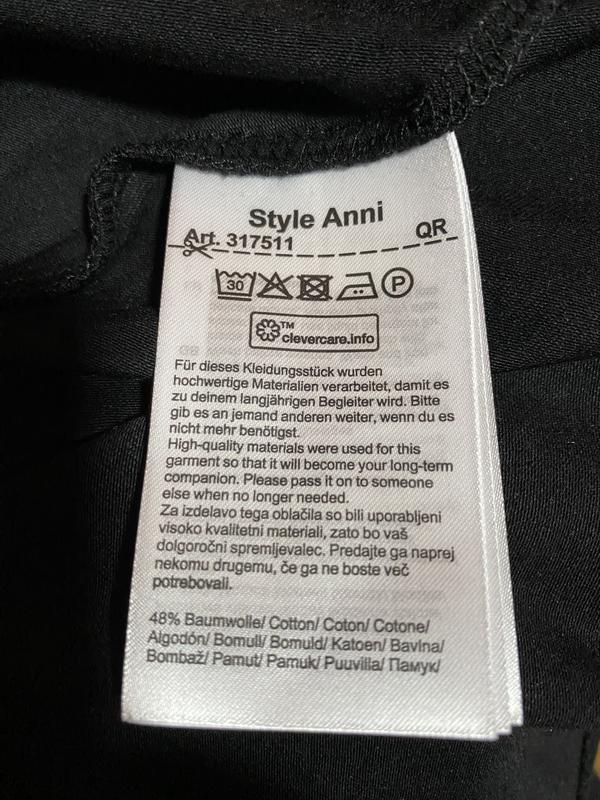 Style Anni
Art. 317511
QR
30
P
TM
clevercare.info
Für dieses Kleidungsstück wurden
hochwertige Materialien verarbeitet, damit es
zu deinem langjährigen Begleiter wird. Bitte
gib es an jemand anderen weiter, wenn du es
nicht mehr benötigst.
High-quality materials were used for this
garment so that it will become your long-term
companion. Please pass it on to someone
else when no longer needed.
Za izdelavo tega oblačila so bili uporabljeni
visoko kvalitetni materiali, zato bo vaš
dolgoročni spremljevalec. Predajte ga naprej
nekomu drugemu, če ga ne boste več
potrebovali.
48% Baumwolle/ Cotton/ Coton/ Cotone/
Algodón/ Bomull/ Bomuld/ Katoen/ Bavlna/
Bombaž/ Pamut/ Pamuk/ Puuvilla/ Памук/